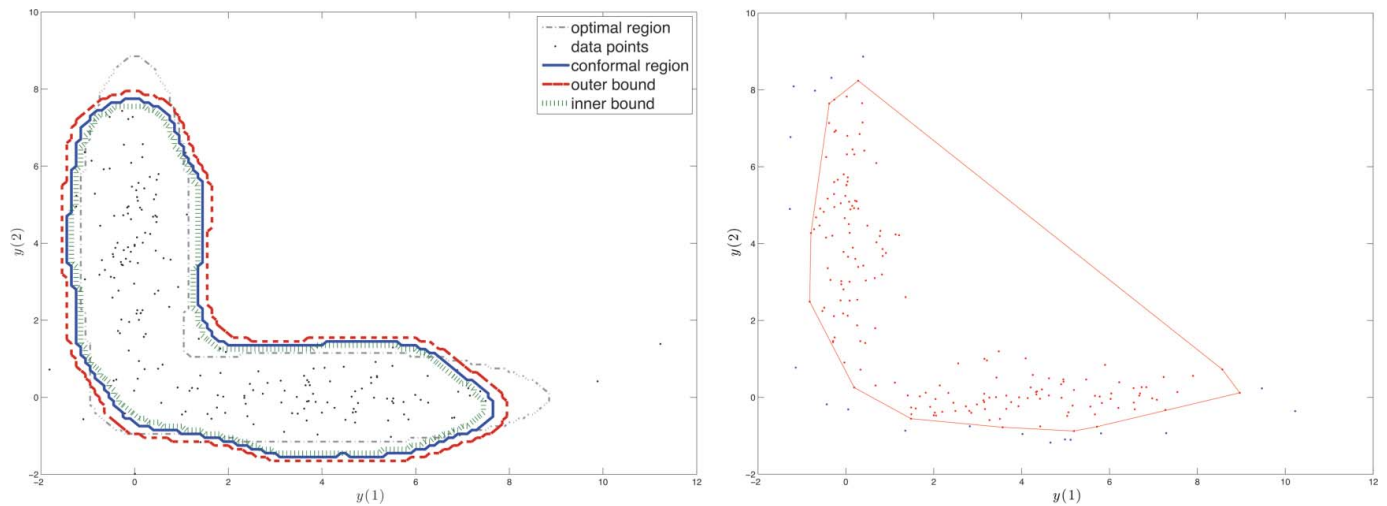 10
8
6
4
2
0
-2
y(2)
optimal region
data points
conformal region
outer bound
inner bound
-2 0 2 4 6 8 10 12
y(1)
10
8
6
4
2
0
-2
y(2)
-2 0 2 4 6 8 10 12
y(1)